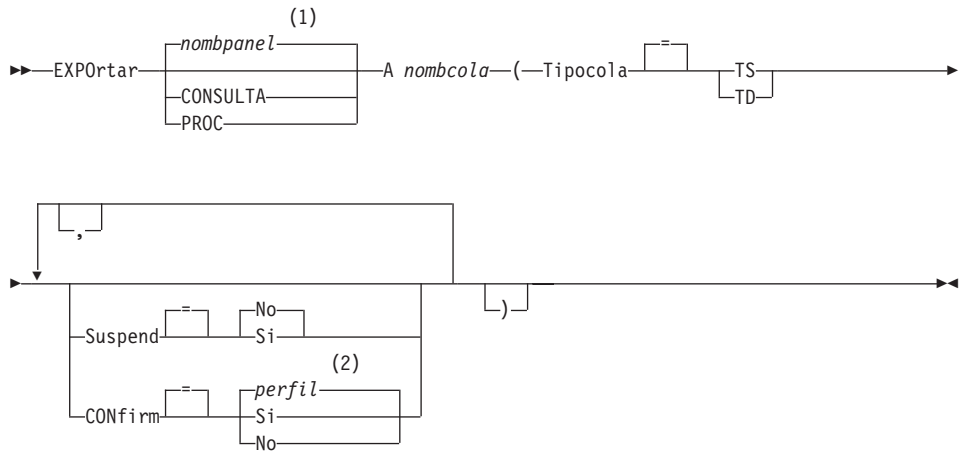 (1)
nombpanel
EXPOrtar A nombcola ( Tipocola = TS
CONSULTA TD
PROC
,
Suspend = No
Si )
(2)
CONfirm = perfil
Si
No